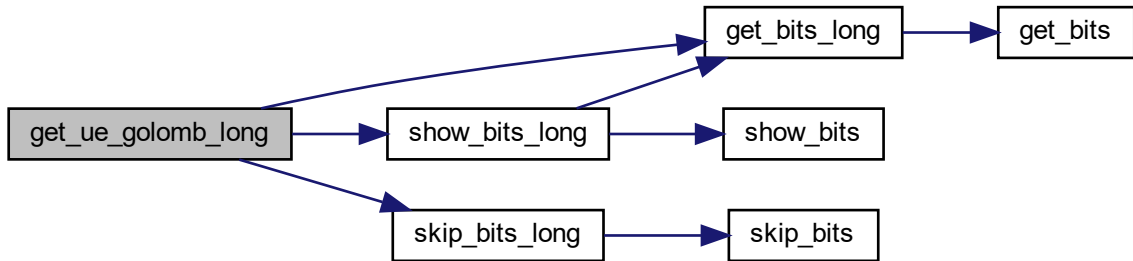 get_bits_long
get_bits
get_ue_golomb_long
show_bits_long
show_bits
skip_bits_long
skip_bits